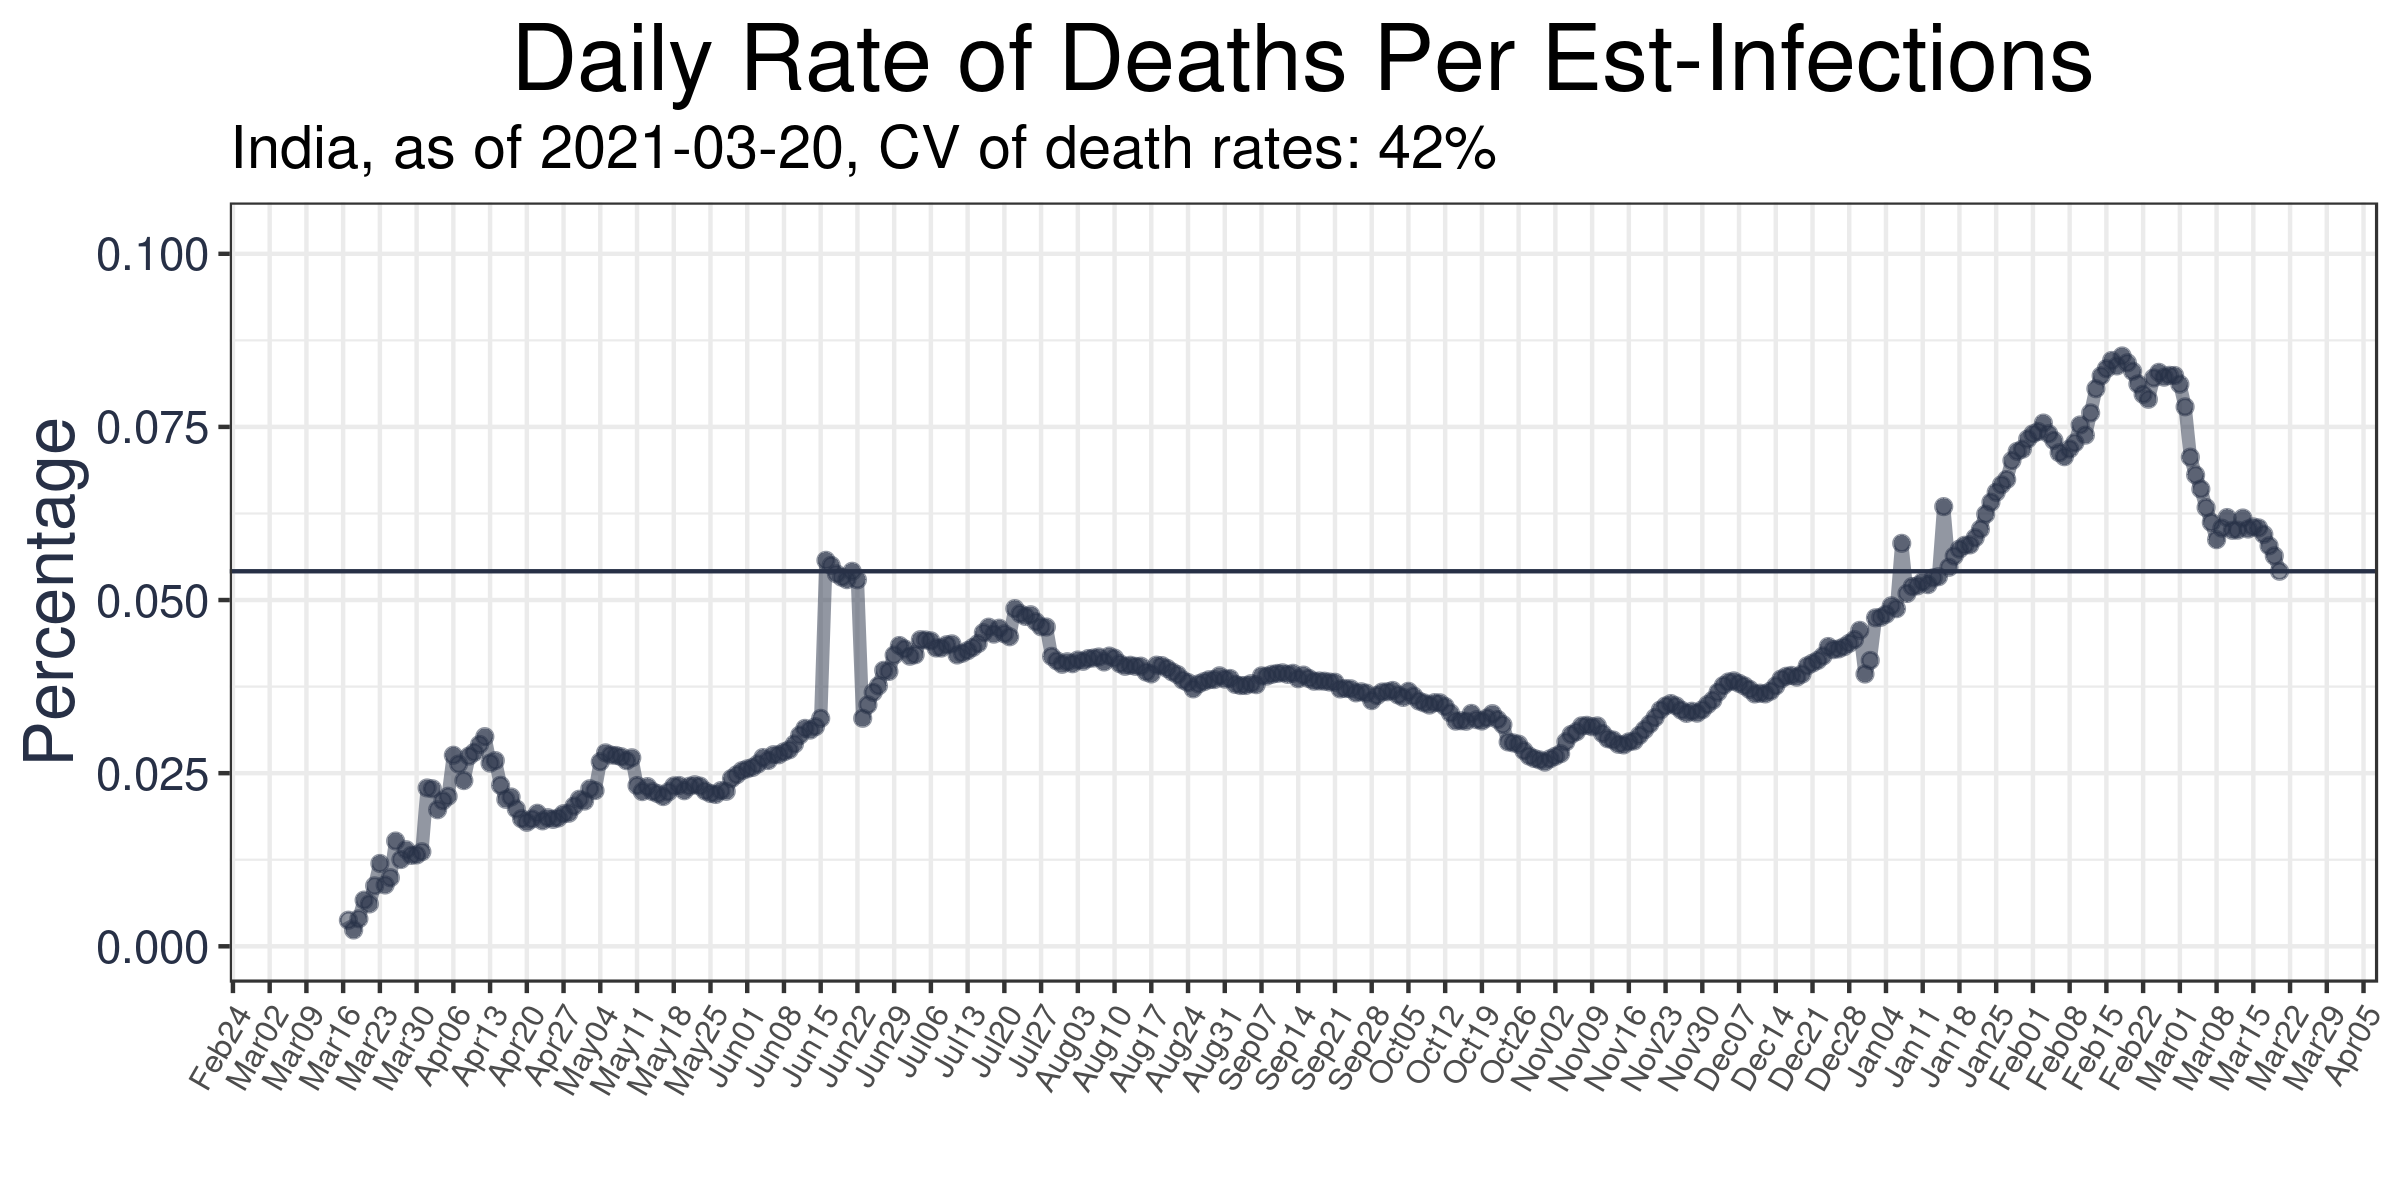 Daily Rate of Deaths Per Est-Infections
India, as of 2021-03-20, CV of death rates: 42%
Percentage
0.100
0.075
0.050
0.025
0.000
Feb24
Mar02
Mar09
Mar16
Mar23
Mar30
Apr06
Apr13
Apr20
Apr27
May04
May11
May18
May25
Jun01
Jun08
Jun15
Jun22
Jun29
Jul06
Jul13
Jul20
Jul27
Aug03
Aug10
Aug17
Aug24
Aug31
Sep07
Sep14
Sep21
Sep28
Oct05
Oct12
Oct19
Oct26
Nov02
Nov09
Nov16
Nov23
Nov30
Dec07
Dec14
Dec21
Dec28
Jan04
Jan11
Jan18
Jan25
Feb01
Feb08
Feb15
Feb22
Mar01
Mar08
Mar15
Mar22
Mar29
Apr05